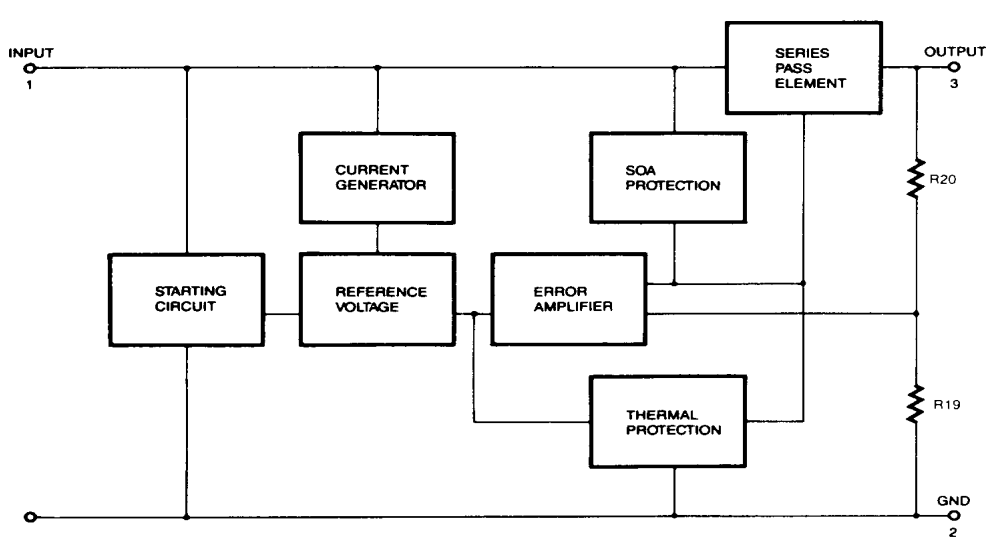 INPUT
1
SERIES
PASS
ELEMENT
OUTPUT
3
CURRENT
GENERATOR
SOA
PROTECTION
R20
STARTING
CIRCUIT
REFERENCE
VOLTAGE
ERROR
AMPLIFIER
THERMAL
PROTECTION
R19
GND
2